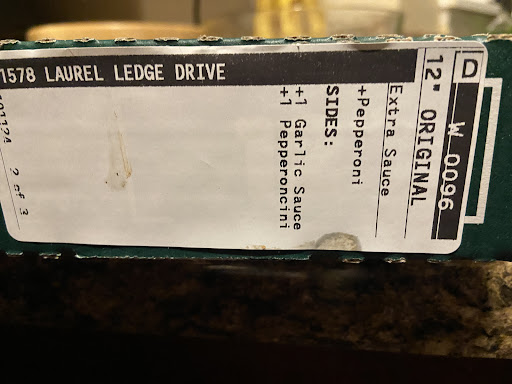 D W 0096
12" ORIGINAL
Extra Sauce
+Pepperoni
SIDES:
+1 Garlic Sauce
+1 Pepperoncini
1578 LAUREL LEDGE DRIVE
2 of 3